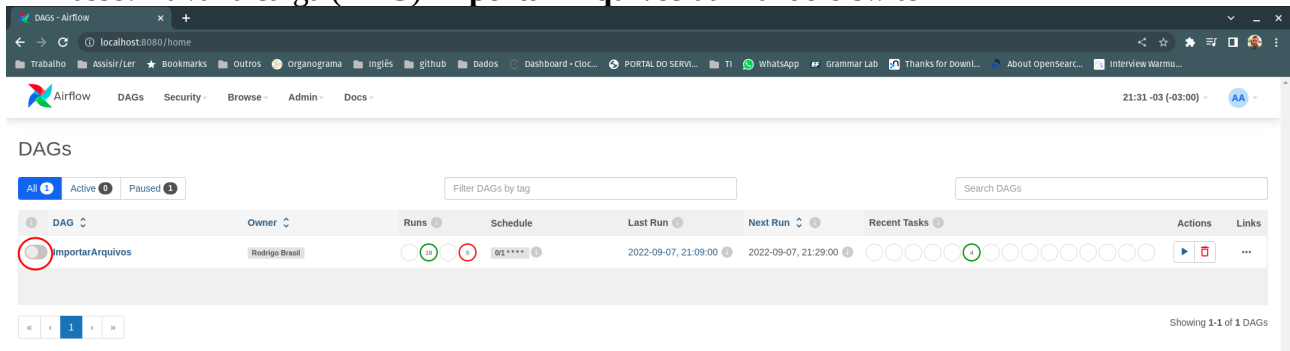 DAGs - Airflow
localhost:8080/home
Trabalho Assisir/Ler Bookmarks Outros Organograma Inglês github Dados Dashboard • Cloc... PORTAL DO SERVI... TI WhatsApp Grammar Lab Thanks for Downl... About OpenSearc... Interview Warmu...
Airflow DAGs Security Browse Admin Docs 21:31 -03 (-03:00) AA
DAGs
All 1 Active 0 Paused 1 Filter DAGs by tag Search DAGs
DAG Owner Runs Schedule Last Run Next Run Recent Tasks Actions Links
ImportarArquivos Rodrigo Brasil 18 5 0/1 * * * * 2022-09-07, 21:09:00 2022-09-07, 21:29:00 4
« ‹ 1 › » Showing 1-1 of 1 DAGs